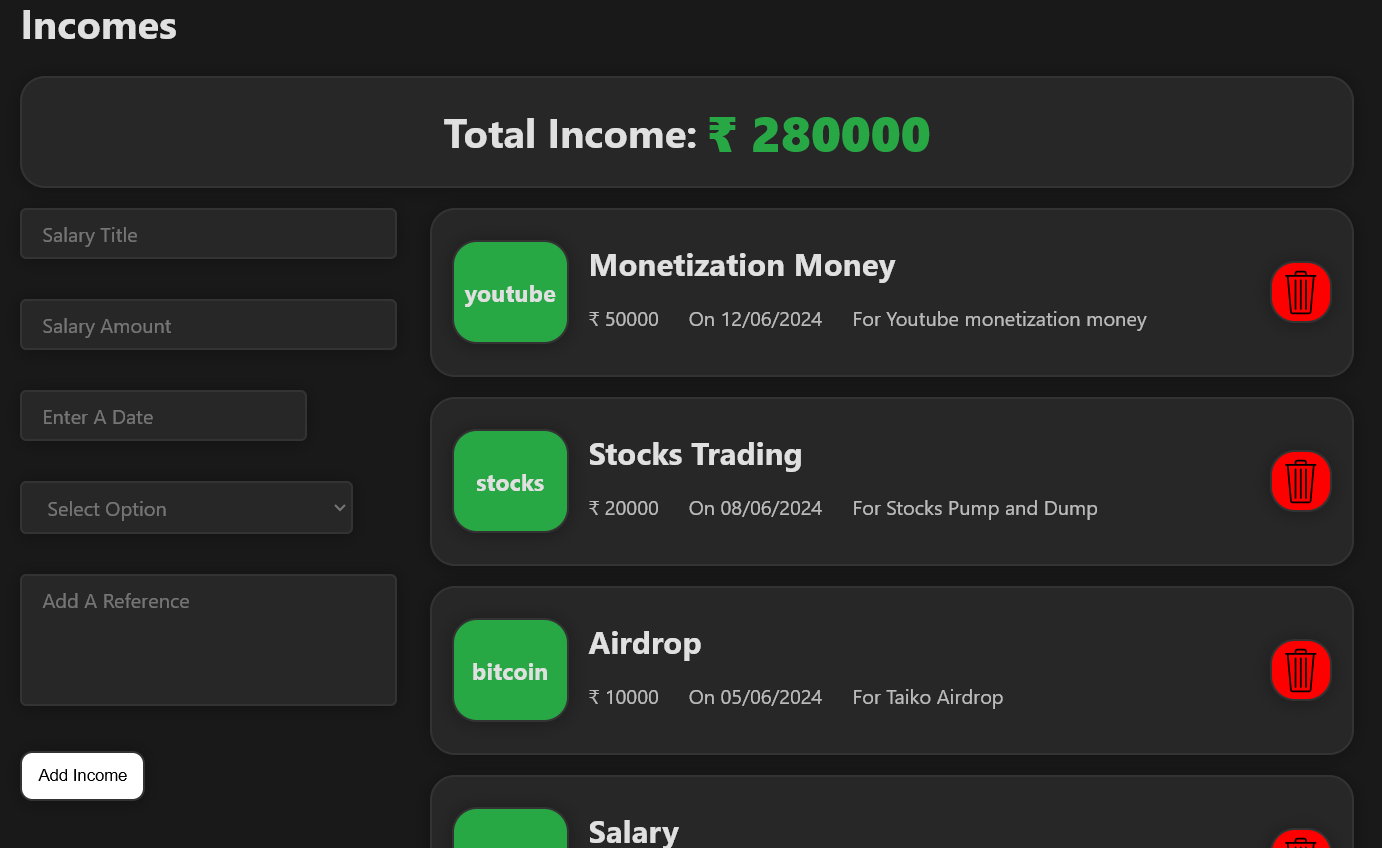 Incomes
Total Income: ₹ 280000
Salary Title
Salary Amount
Enter A Date
Select Option
Add A Reference
Add Income
youtube
Monetization Money
₹ 50000 On 12/06/2024 For Youtube monetization money
stocks
Stocks Trading
₹ 20000 On 08/06/2024 For Stocks Pump and Dump
bitcoin
Airdrop
₹ 10000 On 05/06/2024 For Taiko Airdrop
Salary